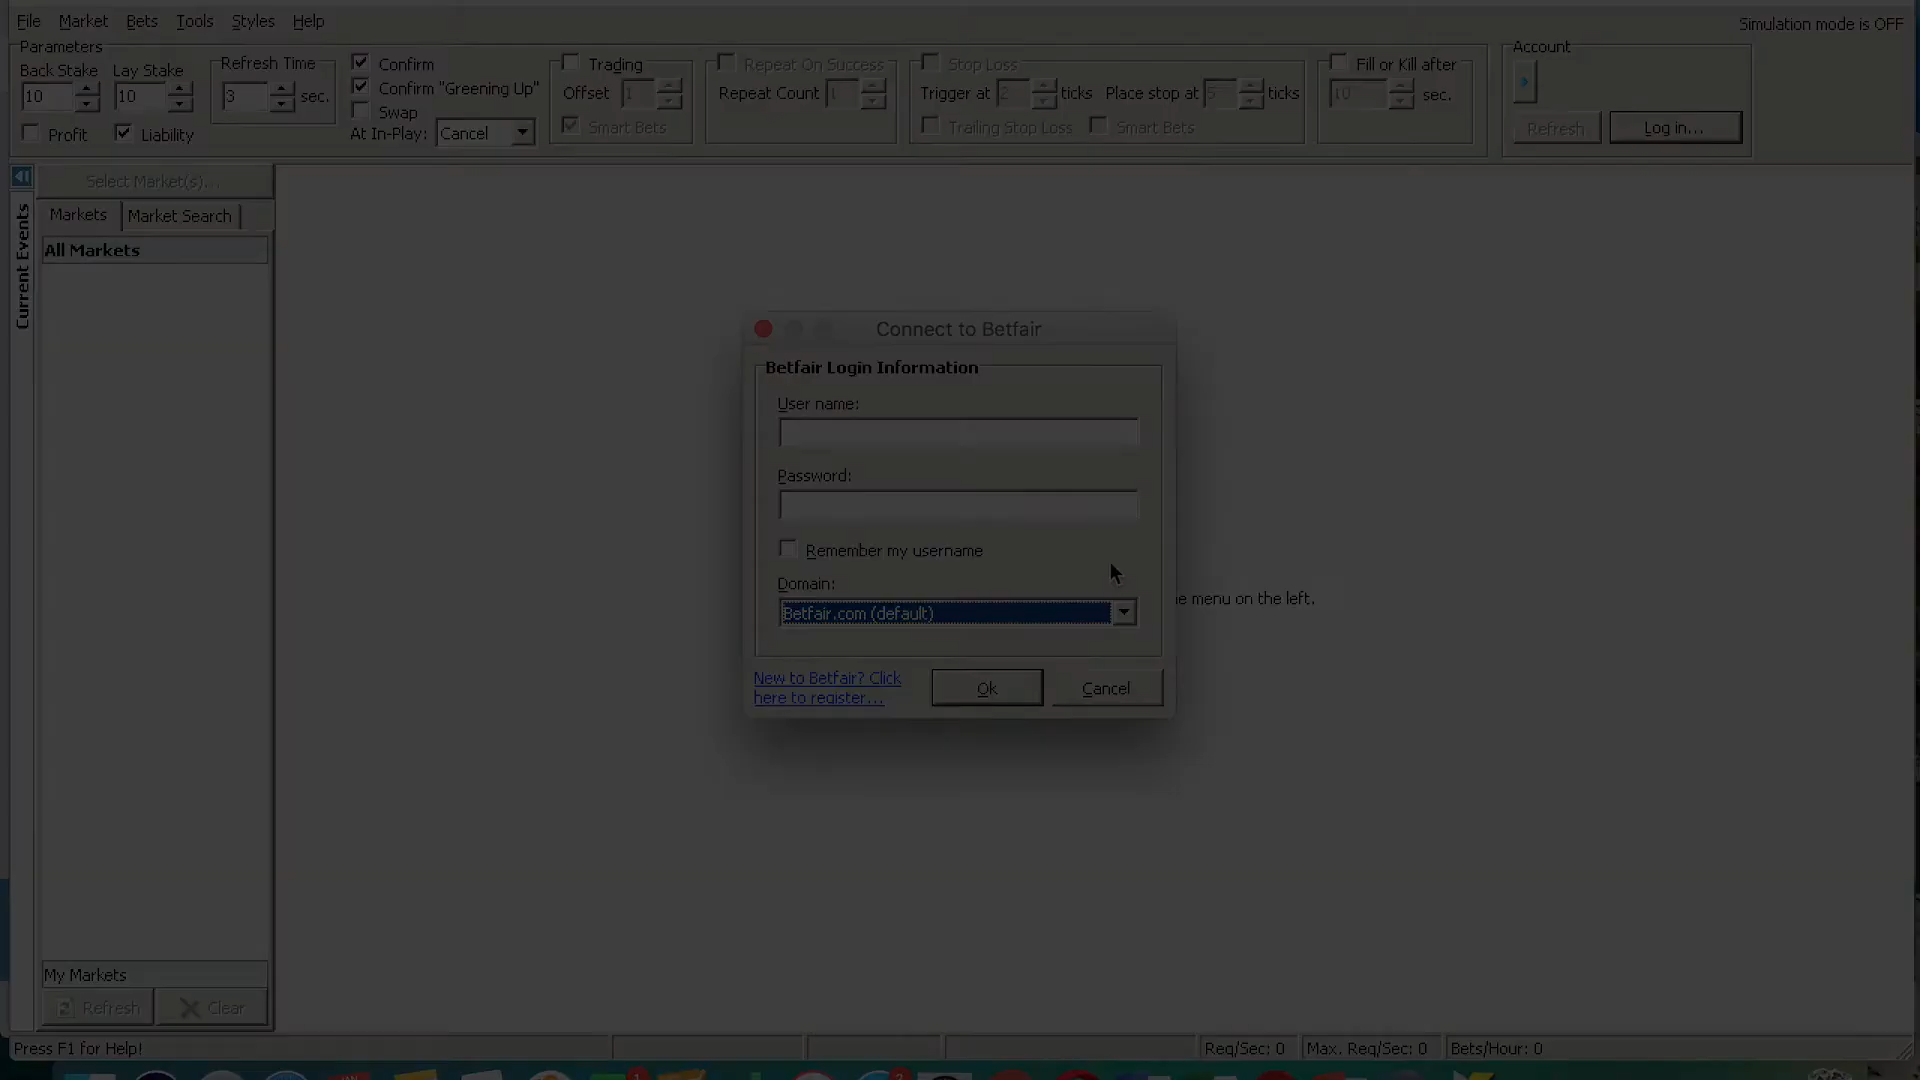 File Market Bets Tools Styles Help
Simulation mode is OFF
Parameters
Account
Back Stake Lay Stake Refresh Time
10 10 3 sec.
Profit Liability
Confirm
Confirm "Greening Up"
Swap
At In-Play: Cancel
Trading
Offset 1
Smart Bets
Repeat On Success
Repeat Count 1
Stop Loss
Trigger at 2 ticks Place stop at 5 ticks
Trailing Stop Loss Smart Bets
Fill or Kill after
10 sec.
Refresh Log in...
Select Market(s)...
Current Events
Markets Market Search
All Markets
Connect to Betfair
Betfair Login Information
User name:
Password:
Remember my username
Domain:
Betfair.com (default)
e menu on the left.
New to Betfair? Click
here to register...
Ok Cancel
My Markets
Refresh Clear
Press F1 for Help!
Req/Sec: 0 Max. Req/Sec: 0 Bets/Hour: 0